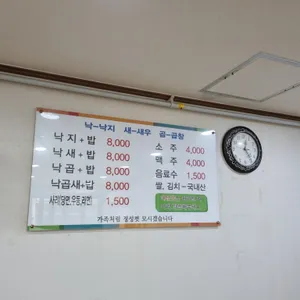 낙-낙지 새-새우 곱-곱창
낙지+밥 8,000
낙새+밥 8,000
낙곱+밥 8,000
낙곱새+밥 8,000
사리(당면,우동,라면) 1,500
소주 4,000
맥주 4,000
음료수 1,500
쌀, 김치-국내산
가족처럼 정성껏 모시겠습니다